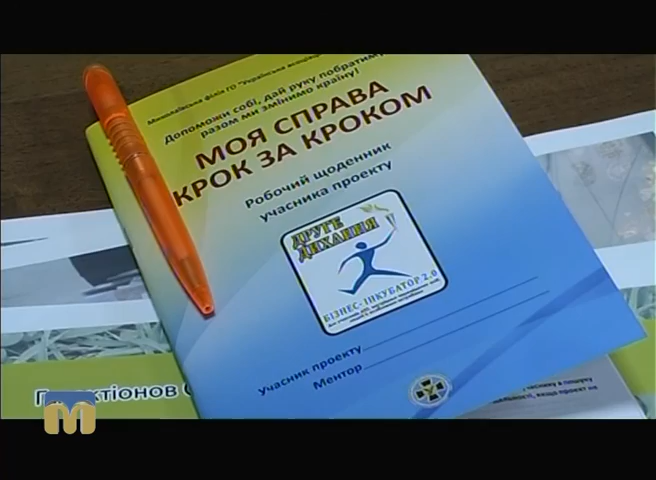 Миколаївська філія ГО "Українська асоціація
Допоможи собі, дай руку побратиму,
разом ми змінимо країну!
МОЯ СПРАВА
КРОК ЗА КРОКОМ
Робочий щоденник
учасника проекту
ДРУГЕ
ДИХАННЯ
БІЗНЕС-ІНКУБАТОР 2.0
Учасник проекту
Ментор
М